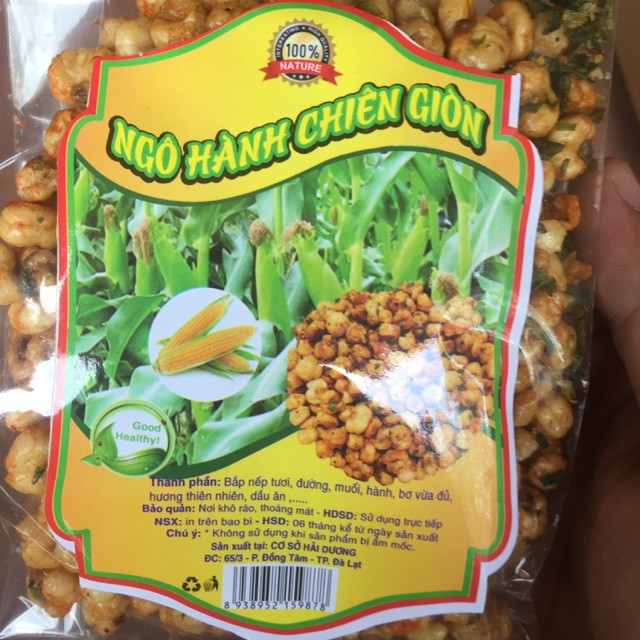 INTERESTING ★ HIGH QUALITY
100%
NATURE
NGÔ HÀNH CHIÊN GIÒN
Good
Healthy!
Thành phần: Bắp nếp tươi, đường, muối, hành, bơ vừa đủ,
hương thiên nhiên, dầu ăn ,.....
Bảo quản: Nơi khô ráo, thoáng mát - HDSD: Sử dụng trực tiếp
NSX: in trên bao bì - HSD: 06 tháng kể từ ngày sản xuất
Chú ý: * Không sử dụng khi sản phẩm bị ẩm mốc.
Sản xuất tại: CƠ SỞ HẢI DƯƠNG
ĐC: 65/3 - P. Đồng Tâm - TP. Đà Lạt
8 938952 159878